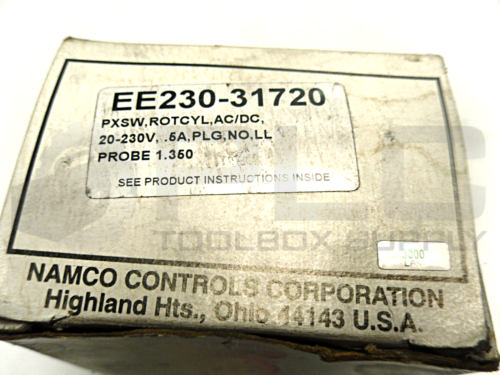 EE230-31720
PXSW,ROTCYL,AC/DC,
20-230V, .5A,PLG,NO,LL
PROBE 1.350
SEE PRODUCT INSTRUCTIONS INSIDE
TOOLBOX SUPPLY
NAMCO CONTROLS CORPORATION
Highland Hts., Ohio 44143 U.S.A.